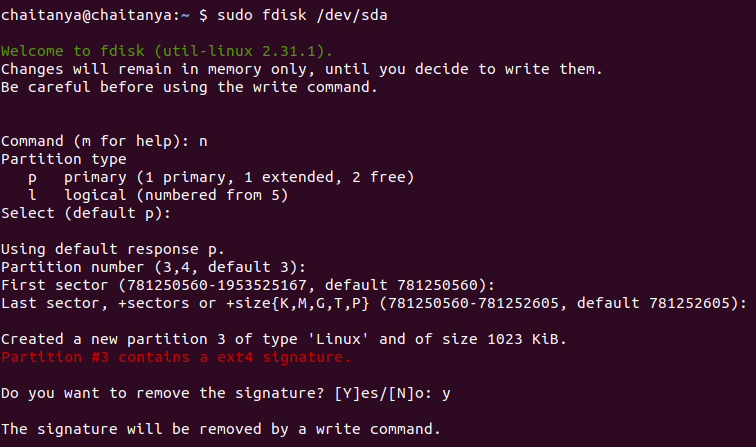 chaitanya@chaitanya:~ $ sudo fdisk /dev/sda
Welcome to fdisk (util-linux 2.31.1).
Changes will remain in memory only, until you decide to write them.
Be careful before using the write command.
Command (m for help): n
Partition type
   p   primary (1 primary, 1 extended, 2 free)
   l   logical (numbered from 5)
Select (default p):
Using default response p.
Partition number (3,4, default 3):
First sector (781250560-1953525167, default 781250560):
Last sector, +sectors or +size{K,M,G,T,P} (781250560-781252605, default 781252605):
Created a new partition 3 of type 'Linux' and of size 1023 KiB.
Partition #3 contains a ext4 signature.
Do you want to remove the signature? [Y]es/[N]o: y
The signature will be removed by a write command.